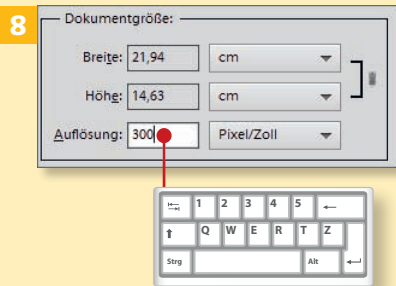 8
Dokumentgröße:
Breite: 21,94 cm
Höhe: 14,63 cm
Auflösung: 300 Pixel/Zoll
1 2 3 4 5
Q W E R T Z
Strg Alt